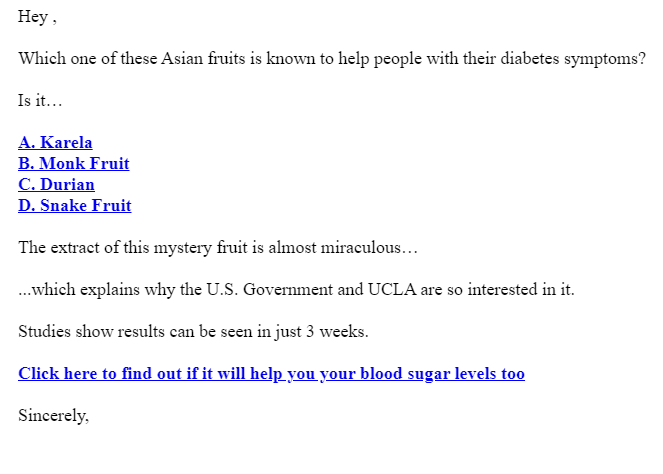 Hey ,
Which one of these Asian fruits is known to help people with their diabetes symptoms?
Is it…
A. Karela
B. Monk Fruit
C. Durian
D. Snake Fruit
The extract of this mystery fruit is almost miraculous…
...which explains why the U.S. Government and UCLA are so interested in it.
Studies show results can be seen in just 3 weeks.
Click here to find out if it will help you your blood sugar levels too
Sincerely,